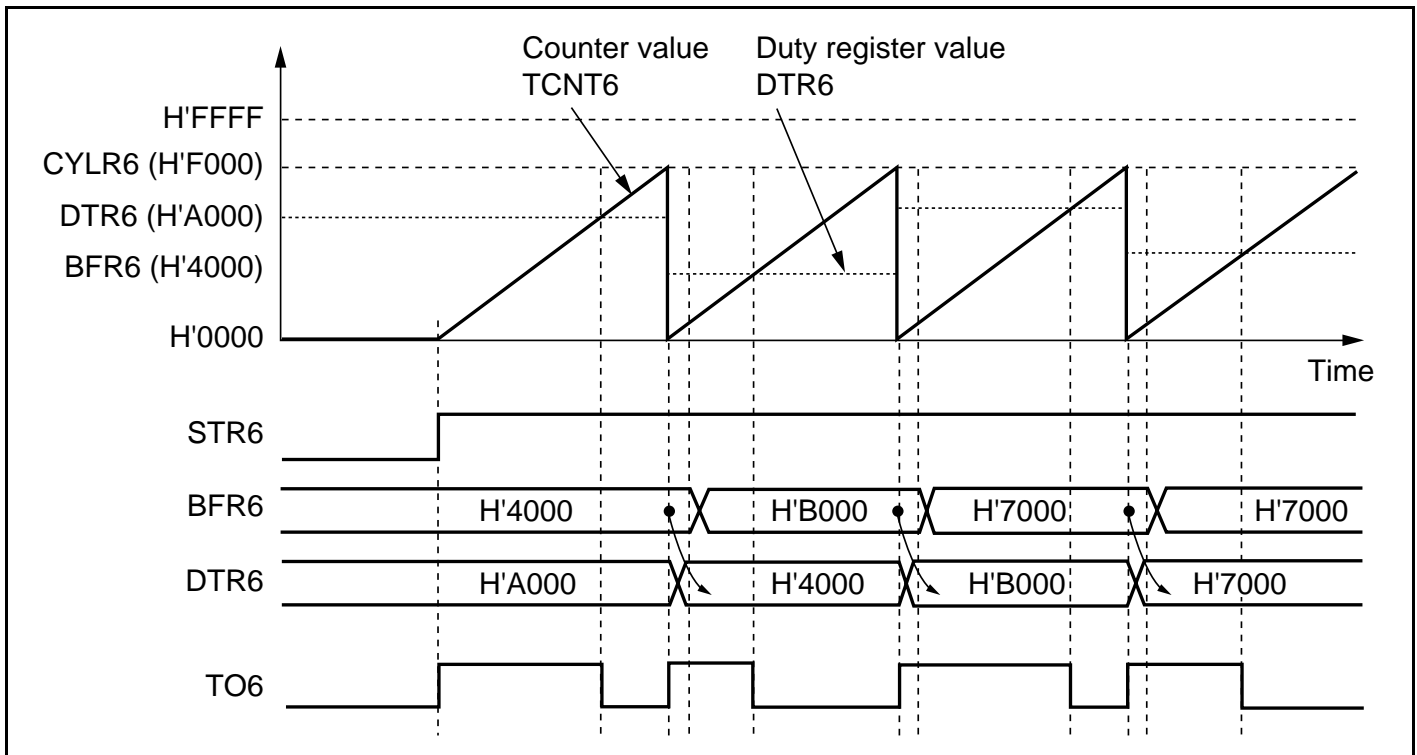 Counter value Duty register value
TCNT6 DTR6
H'FFFF
CYLR6 (H'F000)
DTR6 (H'A000)
BFR6 (H'4000)
H'0000
Time
STR6
BFR6 H'4000 H'B000 H'7000 H'7000
DTR6 H'A000 H'4000 H'B000 H'7000
TO6